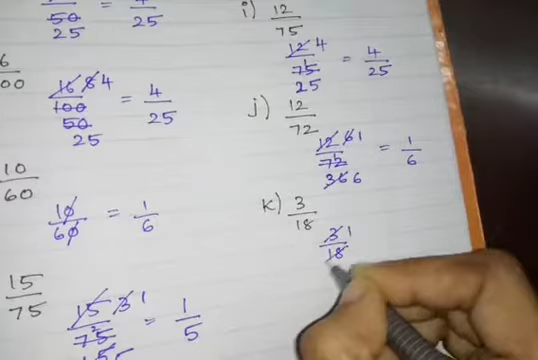 50
25
= 4/25
16/100 8 4
50
25
= 4/25
10
60
10/60 = 1/6
15
75
15/75 3 1
= 1/5
i) 12/75
12/75 4
25
= 4/25
j) 12/72
12/72 6 1
36 6
= 1/6
k) 3/18
3/18 1